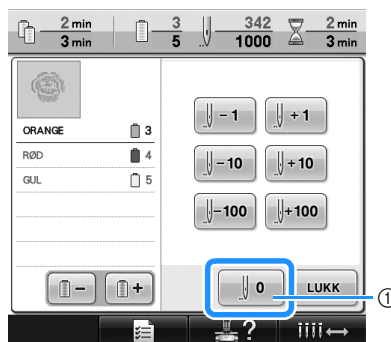 2 min 3 342 2 min
3 min 5 1000 3 min
ORANGE 3
RØD 4
GUL 5
- 1 + 1
- 10 + 10
- 100 + 100
- + 0 LUKK ①
?